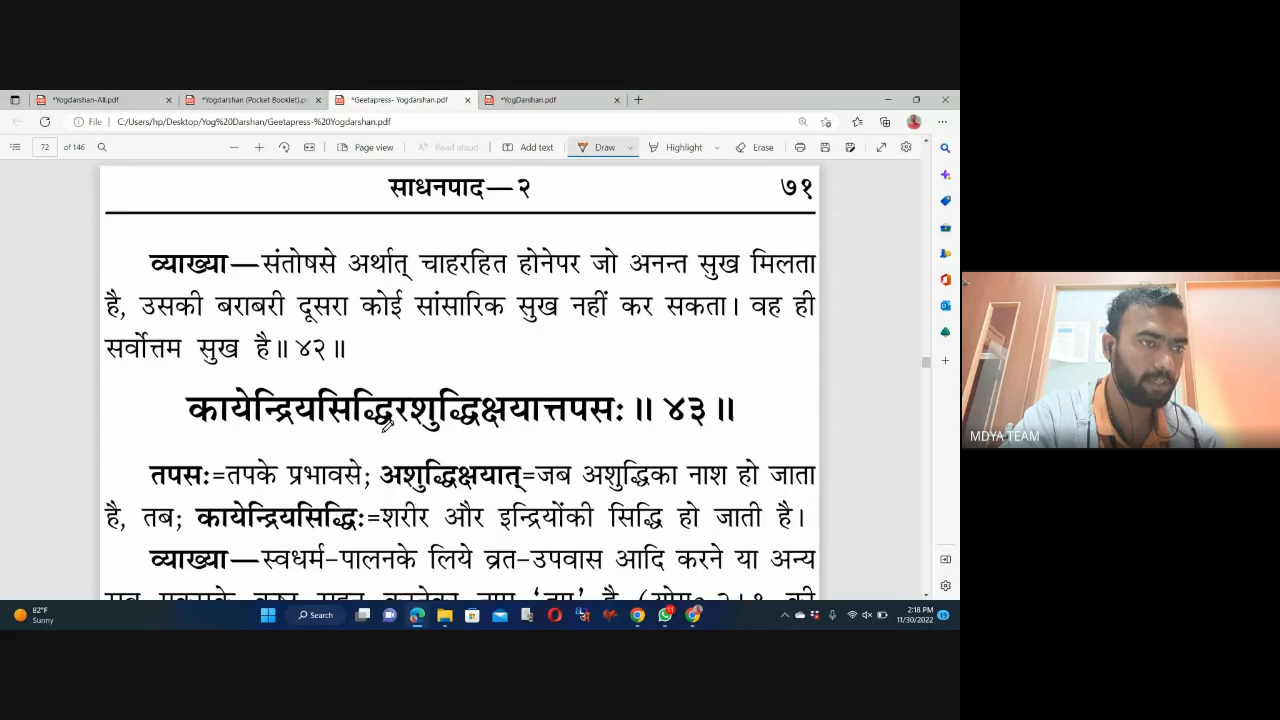 *Yogdarshan-All.pdf
*Yogdarshan (Pocket Booklet).p
*Geetapress- Yogdarshan.pdf
*YogDarshan.pdf
File
C:/Users/hp/Desktop/Yog%20Darshan/Geetapress-%20Yogdarshan.pdf
72 of 146
Page view
Read aloud
Add text
Draw
Highlight
Erase
साधनपाद—२ ७१
व्याख्या—संतोषसे अर्थात् चाहरहित होनेपर जो अनन्त सुख मिलता
है, उसकी बराबरी दूसरा कोई सांसारिक सुख नहीं कर सकता। वह ही
सर्वोत्तम सुख है॥ ४२॥
कायेन्द्रियसिद्धिरशुद्धिक्षयात्तपसः॥ ४३॥
तपसः=तपके प्रभावसे; अशुद्धिक्षयात्=जब अशुद्धिका नाश हो जाता
है, तब; कायेन्द्रियसिद्धिः=शरीर और इन्द्रियोंकी सिद्धि हो जाती है।
व्याख्या—स्वधर्म-पालनके लिये व्रत-उपवास आदि करने या अन्य
MDYA TEAM
82°F
Sunny
Search
2:18 PM
11/30/2022